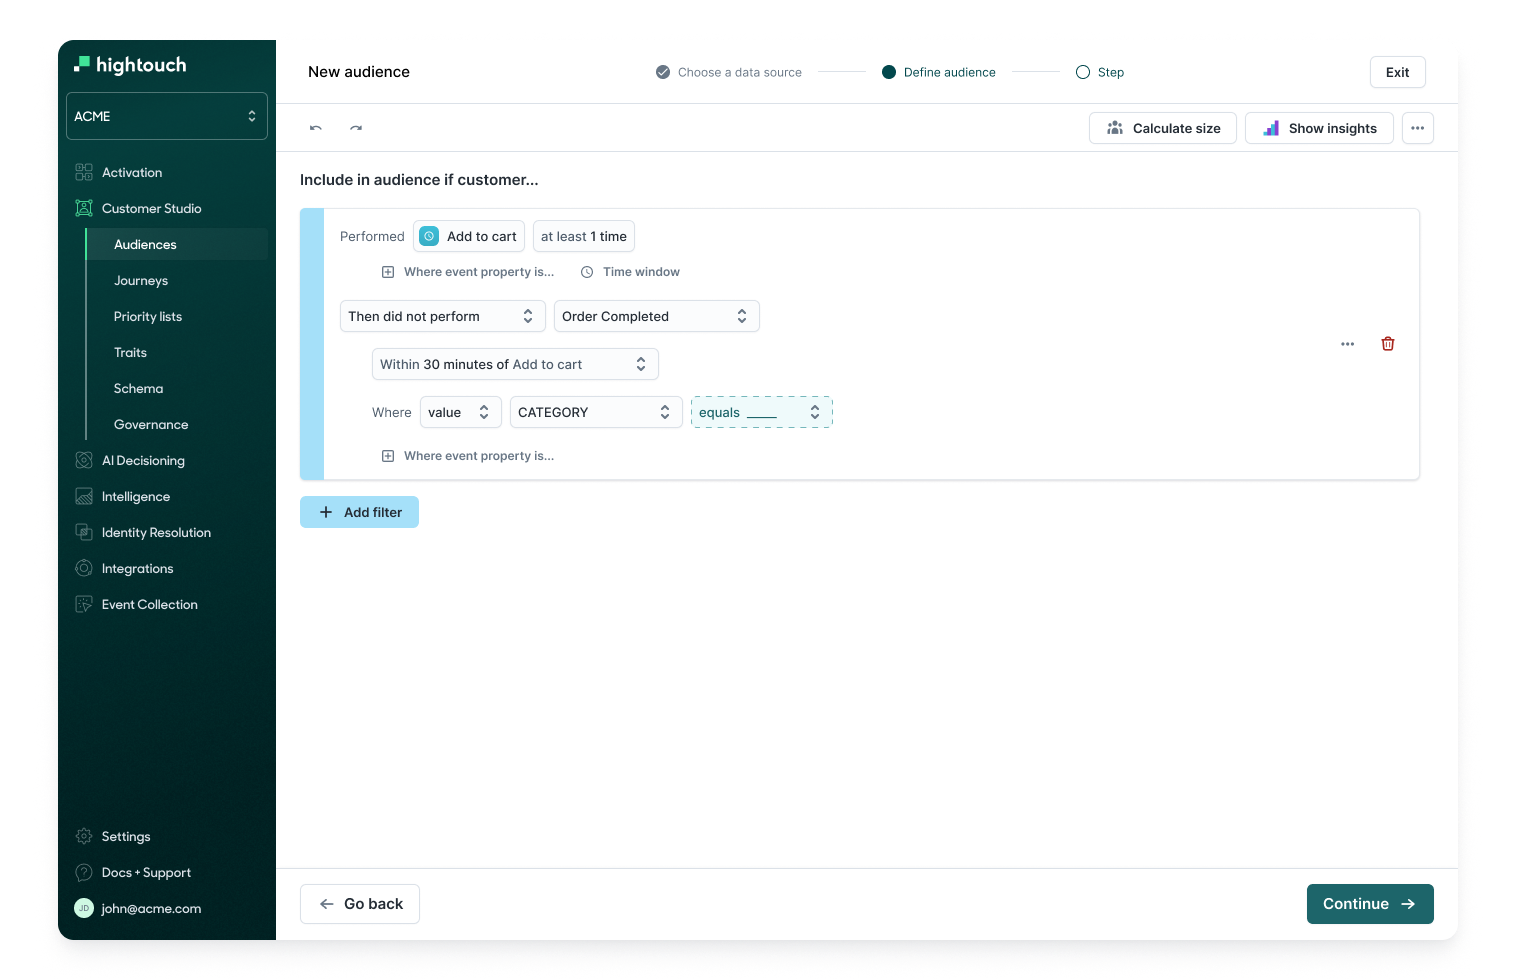 hightouch
ACME
Activation
Customer Studio
Audiences
Journeys
Priority lists
Traits
Schema
Governance
AI Decisioning
Intelligence
Identity Resolution
Integrations
Event Collection
Settings
Docs + Support
JD john@acme.com
New audience
Choose a data source
Define audience
Step
Exit
Calculate size
Show insights
Include in audience if customer...
Performed Add to cart at least 1 time
Where event property is... Time window
Then did not perform Order Completed
Within 30 minutes of Add to cart
Where value CATEGORY equals ____
Where event property is...
Add filter
Go back
Continue